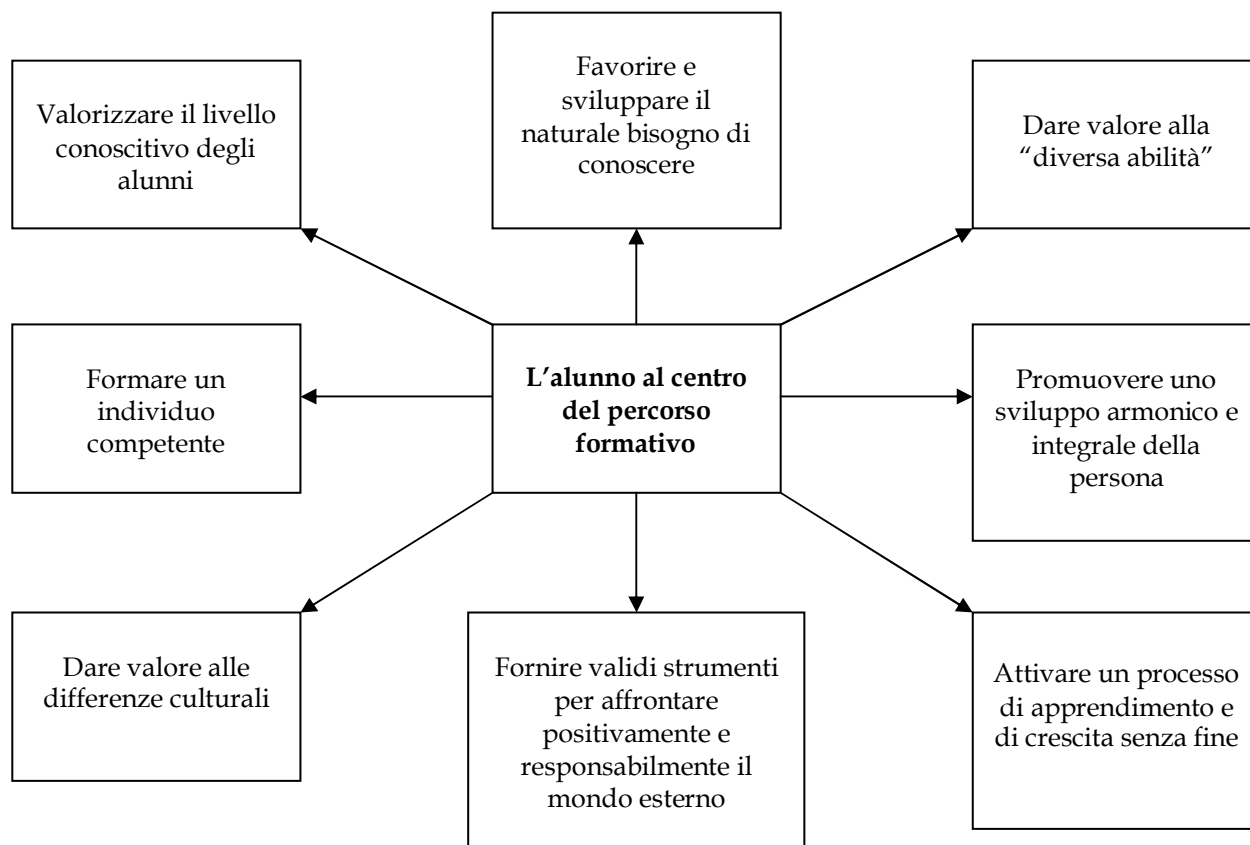 Valorizzare il livello
conoscitivo degli
alunni
Favorire e
sviluppare il
naturale bisogno di
conoscere
Dare valore alla
“diversa abilità”
Formare un
individuo
competente
L’alunno al centro
del percorso
formativo
Promuovere uno
sviluppo armonico e
integrale della
persona
Dare valore alle
differenze culturali
Fornire validi strumenti
per affrontare
positivamente e
responsabilmente il
mondo esterno
Attivare un processo
di apprendimento e
di crescita senza fine